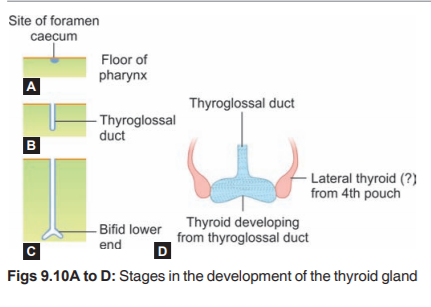 Site of foramen
caecum
Floor of
pharynx
A
Thyroglossal
duct
B
Bifid lower
end
C
Thyroglossal duct
Lateral thyroid (?)
from 4th pouch
Thyroid developing
from thyroglossal duct
D
Figs 9.10A to D: Stages in the development of the thyroid gland